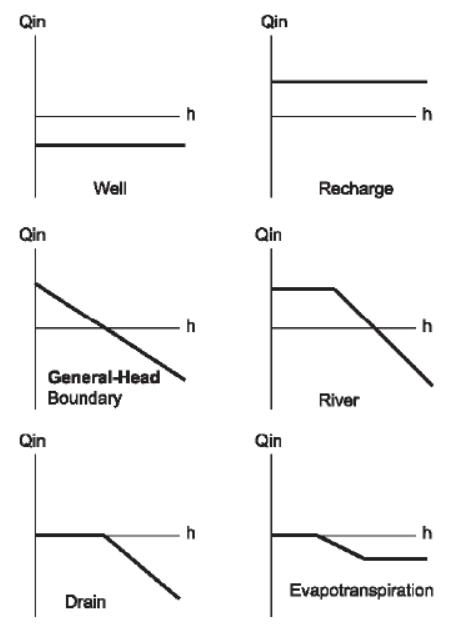 Qin
Qin
h
h
Well
Recharge
Qin
Qin
h
h
General-Head
Boundary
River
Qin
Qin
h
h
Drain
Evapotranspiration